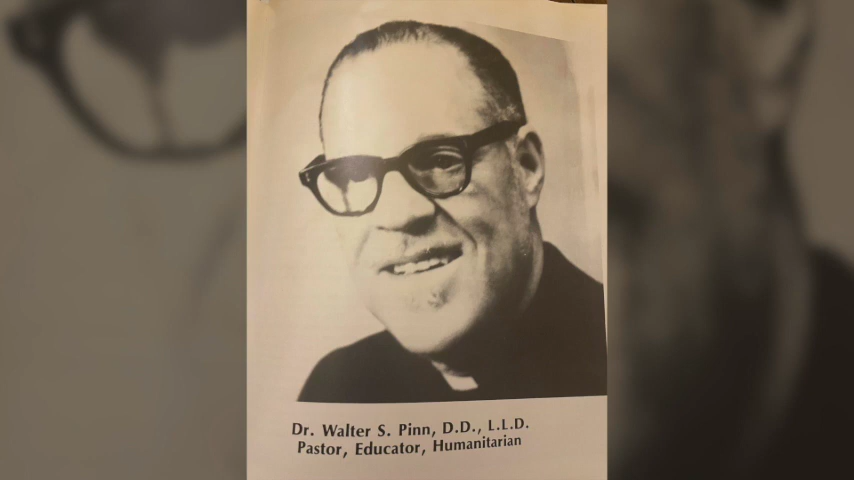 Dr. Walter S. Pinn, D.D., L.L.D.
Pastor, Educator, Humanitarian